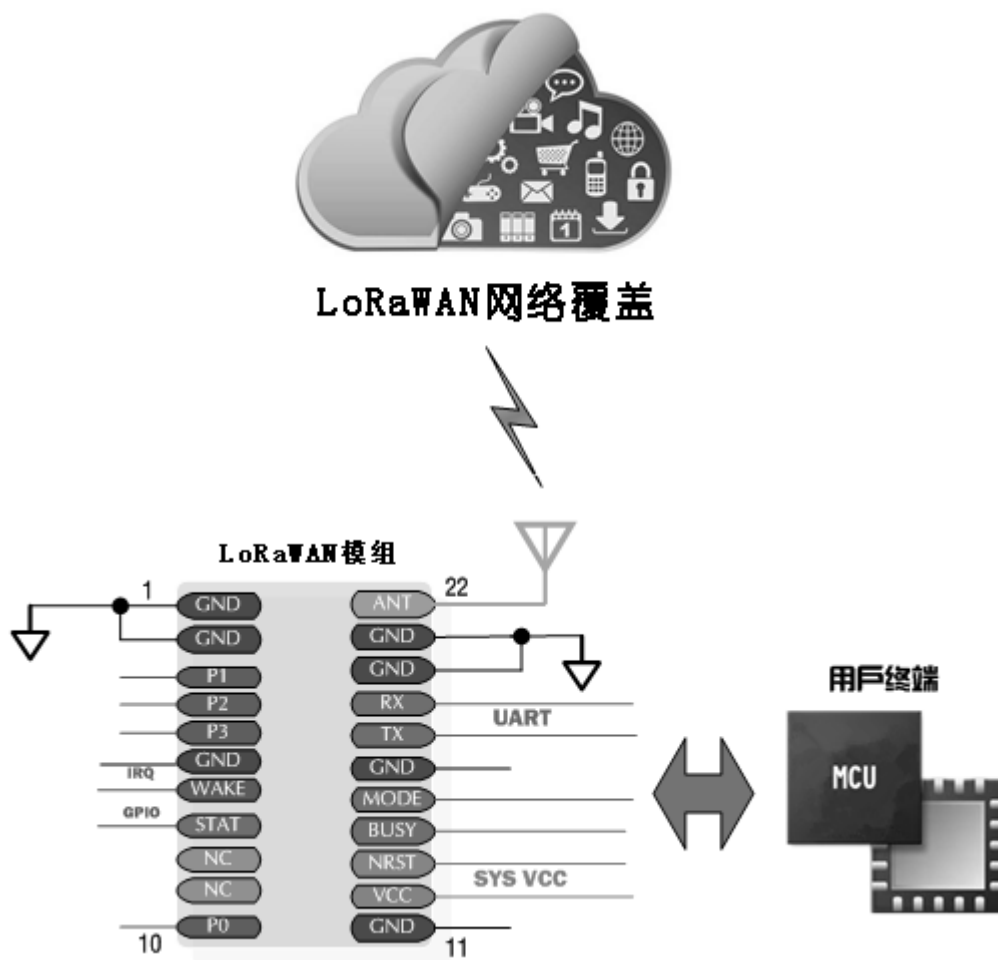 1
LoRaWAN网络覆盖
LoRaWAN模组
1
22
GND
ANT
GND
GND
GND
P1
P2
RX
UART
P3
TX
GND
GND
IRQ
WAKE
MODE
GPIO
STAT
BUSY
NC
NRST
SYS VCC
NC
VCC
P0
GND
10
11
用戶终端
MCU